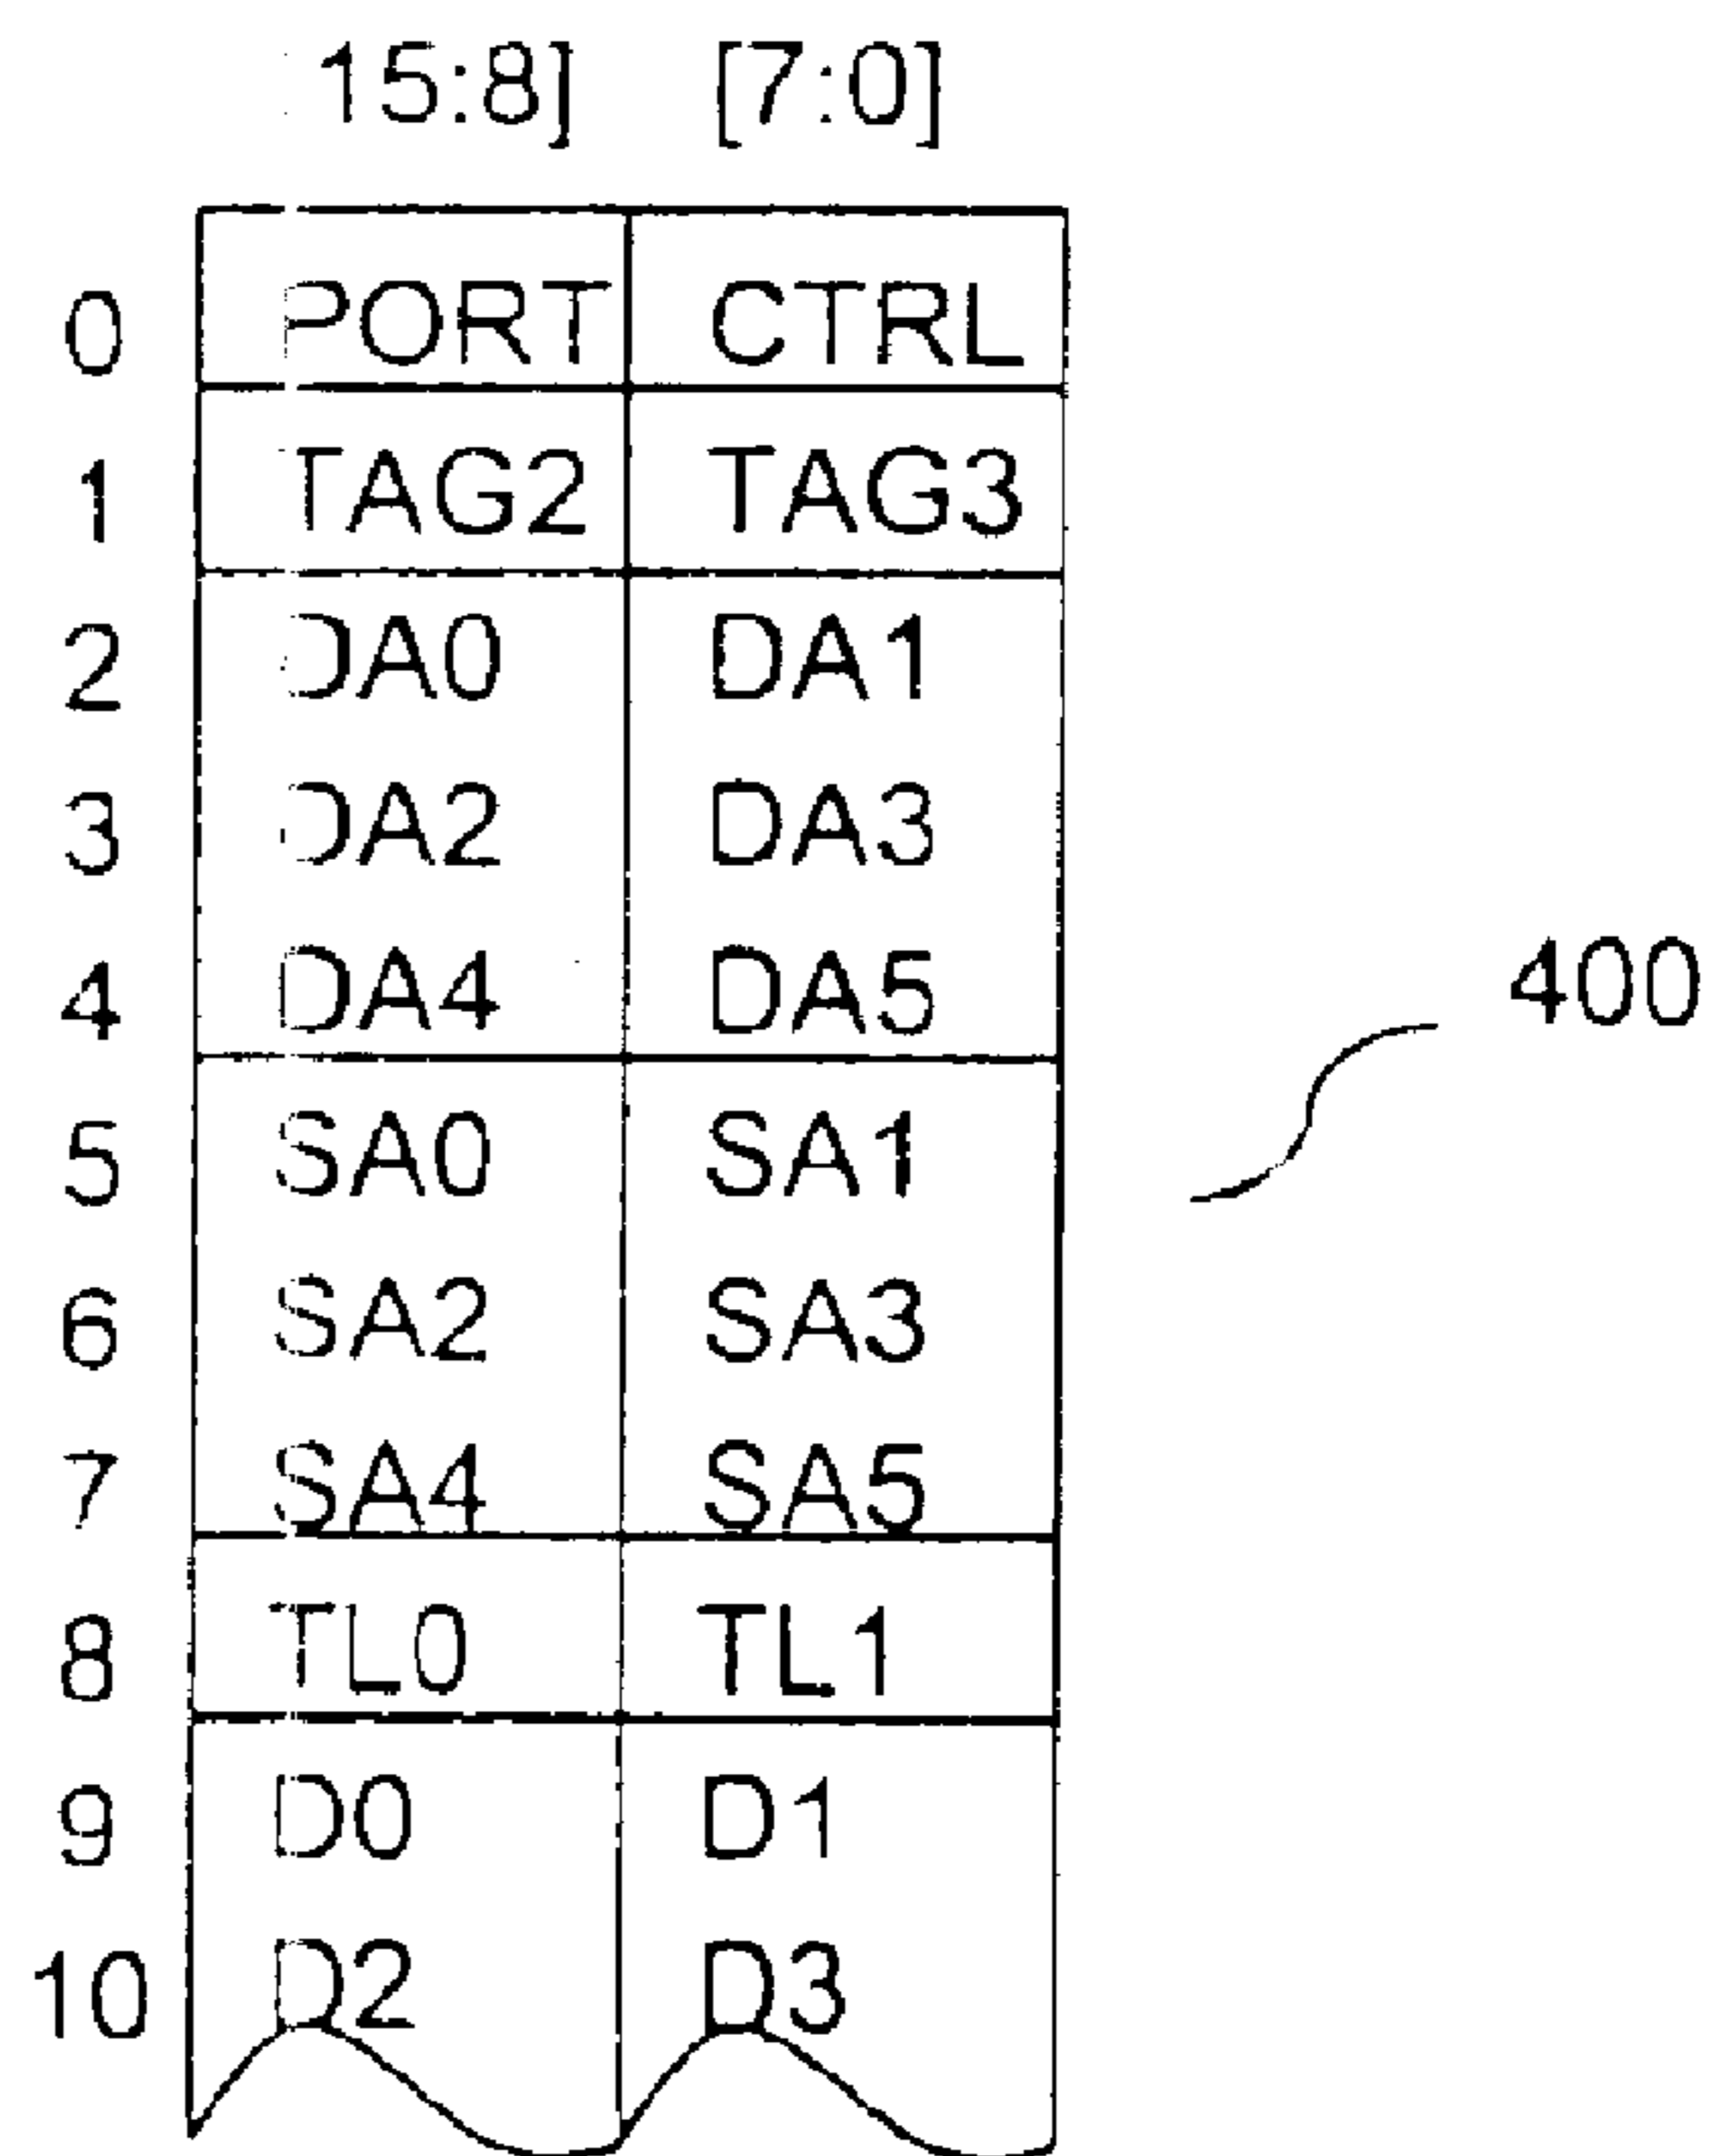 15:8] [7:0]
0 PORT CTRL
1 TAG2 TAG3
2 DA0 DA1
3 DA2 DA3
4 DA4 DA5
400
5 SA0 SA1
6 SA2 SA3
7 SA4 SA5
8 TL0 TL1
9 D0 D1
10 D2 D3